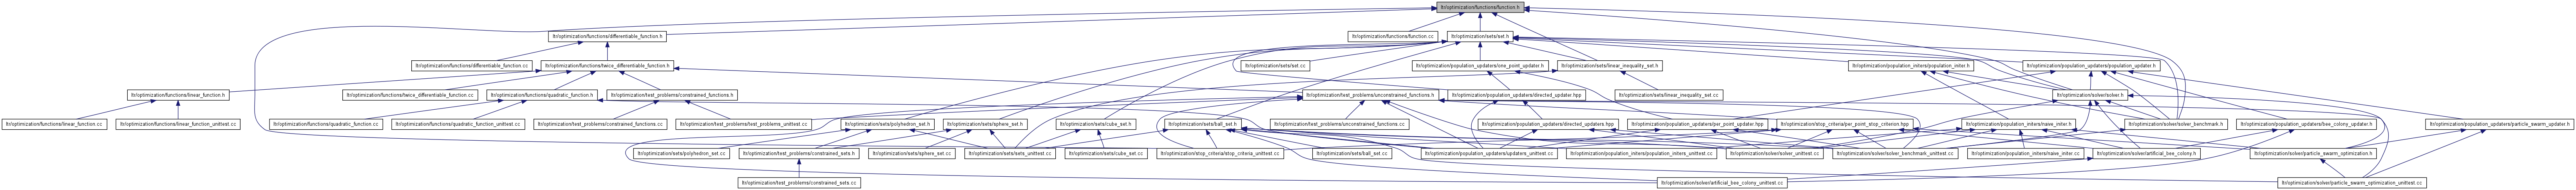 ltr/optimization/functions/function.h
ltr/optimization/functions/differentiable_function.h
ltr/optimization/functions/function.cc
ltr/optimization/sets/set.h
ltr/optimization/functions/differentiable_function.cc
ltr/optimization/functions/twice_differentiable_function.h
ltr/optimization/sets/set.cc
ltr/optimization/population_updaters/one_point_updater.h
ltr/optimization/sets/linear_inequality_set.h
ltr/optimization/population_initers/population_initer.h
ltr/optimization/population_updaters/population_updater.h
ltr/optimization/functions/linear_function.h
ltr/optimization/functions/twice_differentiable_function.cc
ltr/optimization/functions/quadratic_function.h
ltr/optimization/test_problems/constrained_functions.h
ltr/optimization/test_problems/unconstrained_functions.h
ltr/optimization/population_updaters/directed_updater.hpp
ltr/optimization/sets/linear_inequality_set.cc
ltr/optimization/solver/solver.h
ltr/optimization/functions/linear_function.cc
ltr/optimization/functions/linear_function_unittest.cc
ltr/optimization/functions/quadratic_function.cc
ltr/optimization/functions/quadratic_function_unittest.cc
ltr/optimization/test_problems/constrained_functions.cc
ltr/optimization/test_problems/test_problems_unittest.cc
ltr/optimization/sets/polyhedron_set.h
ltr/optimization/sets/sphere_set.h
ltr/optimization/sets/cube_set.h
ltr/optimization/sets/ball_set.h
ltr/optimization/test_problems/unconstrained_functions.cc
ltr/optimization/population_updaters/directed_updaters.hpp
ltr/optimization/population_updaters/per_point_updater.hpp
ltr/optimization/stop_criteria/per_point_stop_criterion.hpp
ltr/optimization/population_initers/naive_initer.h
ltr/optimization/solver/solver_benchmark.h
ltr/optimization/population_updaters/bee_colony_updater.h
ltr/optimization/population_updaters/particle_swarm_updater.h
ltr/optimization/sets/polyhedron_set.cc
ltr/optimization/test_problems/constrained_sets.h
ltr/optimization/sets/sphere_set.cc
ltr/optimization/sets/sets_unittest.cc
ltr/optimization/sets/cube_set.cc
ltr/optimization/stop_criteria/stop_criteria_unittest.cc
ltr/optimization/sets/ball_set.cc
ltr/optimization/population_updaters/updaters_unittest.cc
ltr/optimization/population_initers/population_initers_unittest.cc
ltr/optimization/solver/solver_unittest.cc
ltr/optimization/solver/solver_benchmark_unittest.cc
ltr/optimization/population_initers/naive_initer.cc
ltr/optimization/solver/artificial_bee_colony.h
ltr/optimization/solver/particle_swarm_optimization.h
ltr/optimization/test_problems/constrained_sets.cc
ltr/optimization/solver/artificial_bee_colony_unittest.cc
ltr/optimization/solver/particle_swarm_optimization_unittest.cc